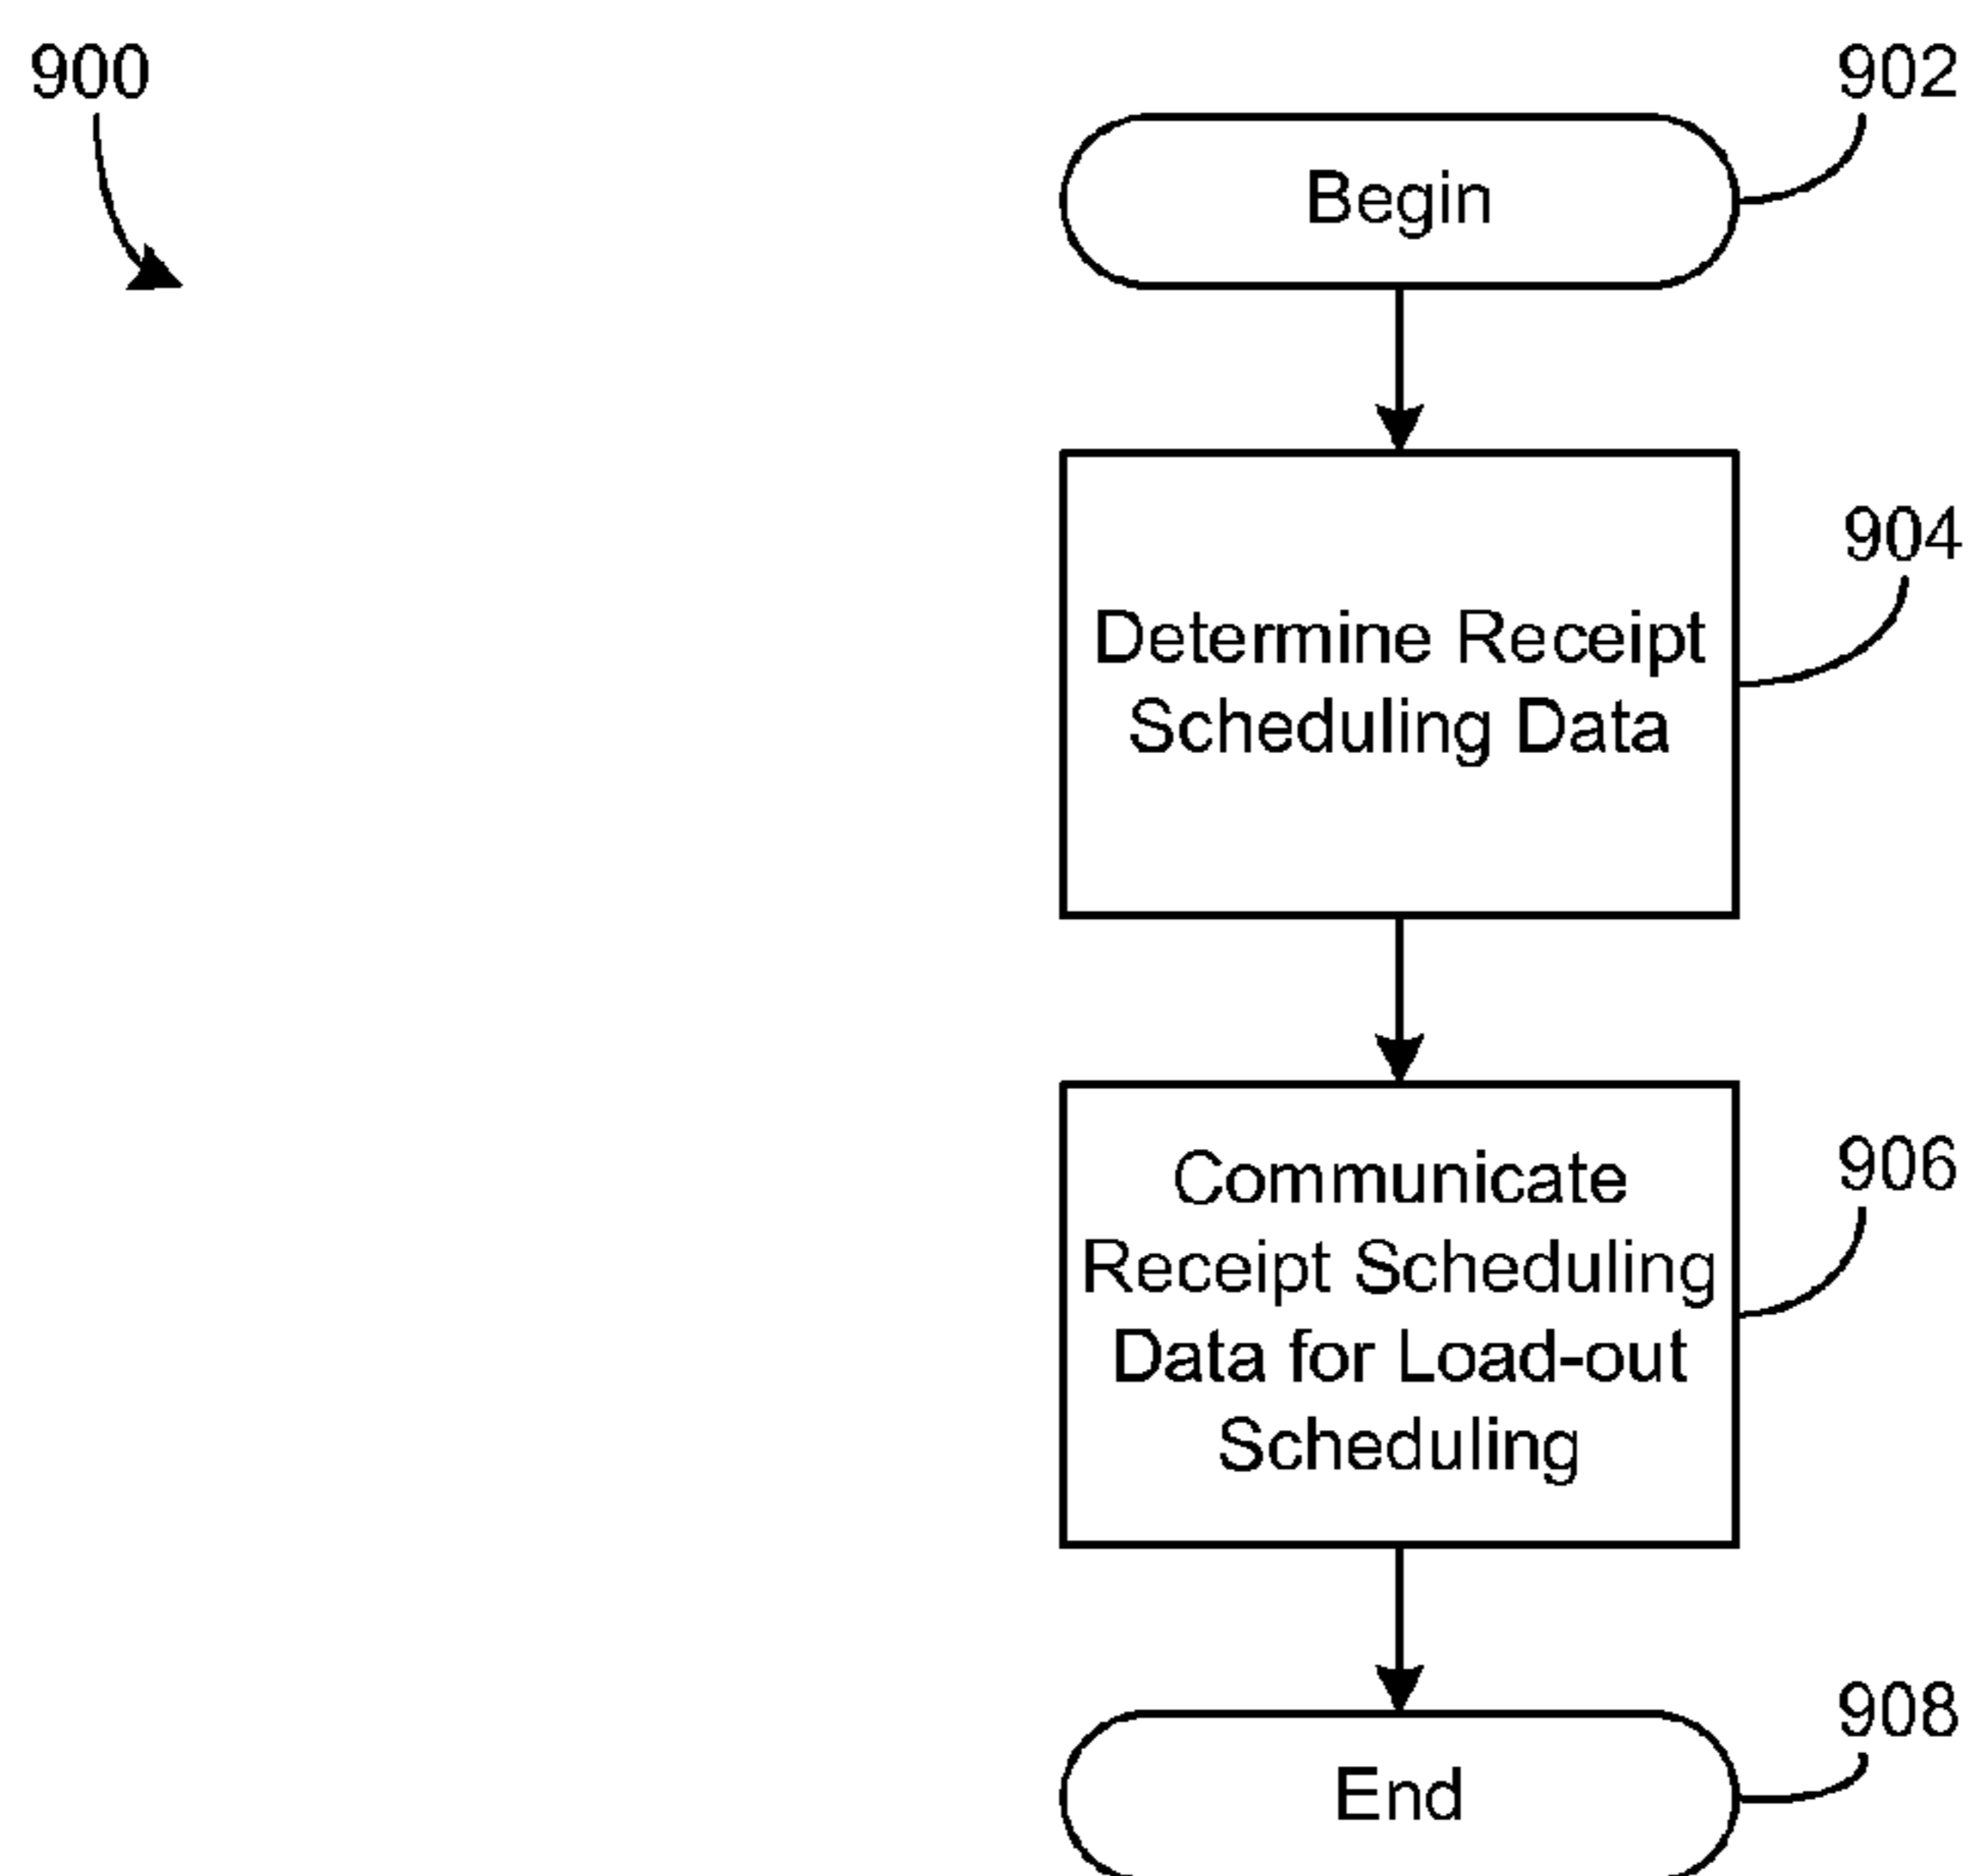 900
902
Begin
904
Determine Receipt
Scheduling Data
906
Communicate
Receipt Scheduling
Data for Load-out
Scheduling
908
End